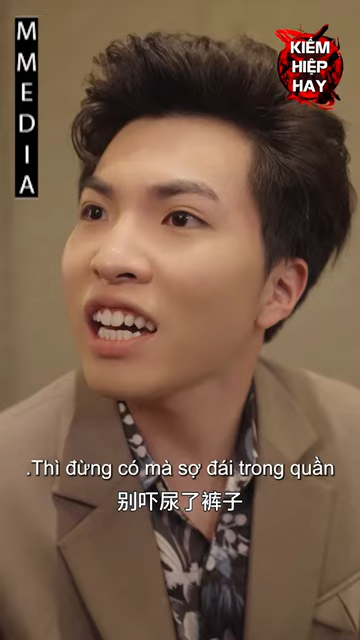 MMEDIA
KIẾM
HIỆP
HAY
.Thì đừng có mà sợ đái trong quần
别吓尿了裤子